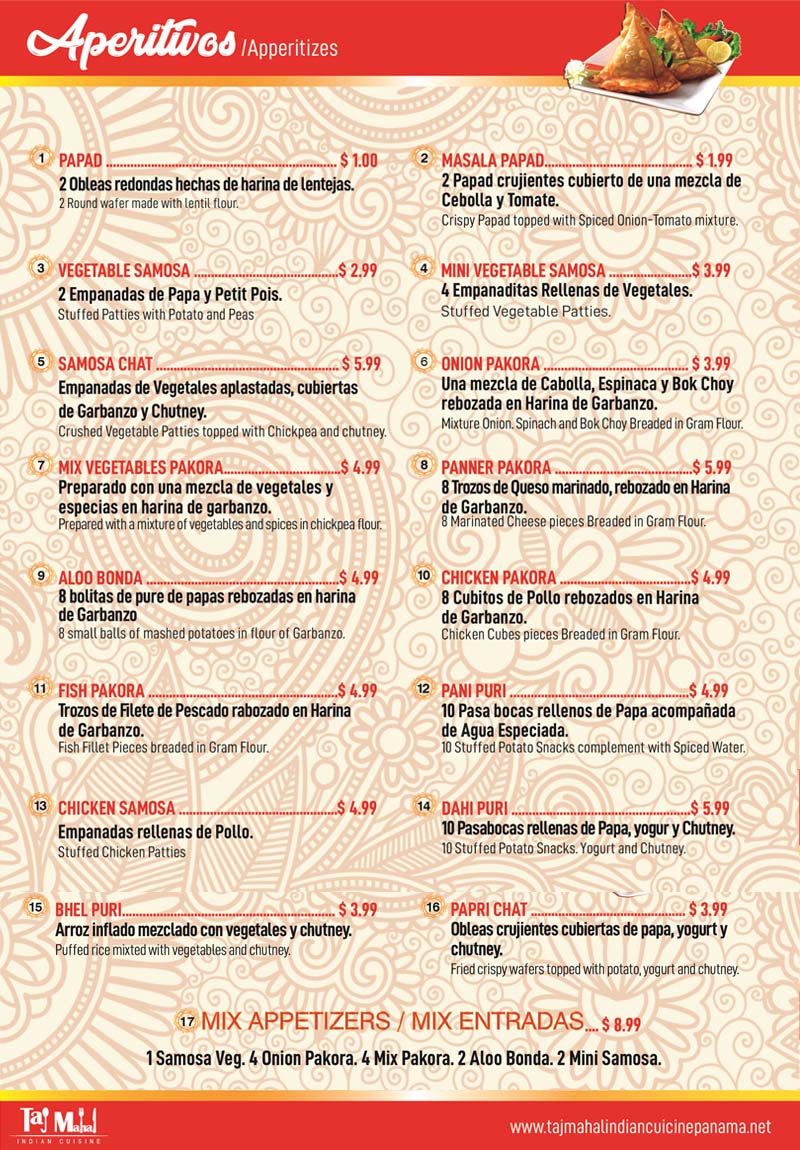 Aperitivos /Apperitizes
1 PAPAD ........ $ 1.00
2 Obleas redondas hechas de harina de lentejas.
2 Round wafer made with lentil flour.
2 MASALA PAPAD........ $ 1.99
2 Papad crujientes cubierto de una mezcla de
Cebolla y Tomate.
Crispy Papad topped with Spiced Onion-Tomato mixture.
3 VEGETABLE SAMOSA ........$ 2.99
2 Empanadas de Papa y Petit Pois.
Stuffed Patties with Potato and Peas
4 MINI VEGETABLE SAMOSA ........$ 3.99
4 Empanaditas Rellenas de Vegetales.
Stuffed Vegetable Patties.
5 SAMOSA CHAT ........ $ 5.99
Empanadas de Vegetales aplastadas, cubiertas
de Garbanzo y Chutney.
Crushed Vegetable Patties topped with Chickpea and chutney.
6 ONION PAKORA ........ $ 3.99
Una mezcla de Cabolla, Espinaca y Bok Choy
rebozada en Harina de Garbanzo.
Mixture Onion. Spinach and Bok Choy Breaded in Gram Flour.
7 MIX VEGETABLES PAKORA........ $ 4.99
Preparado con una mezcla de vegetales y
especias en harina de garbanzo.
Prepared with a mixture of vegetables and spices in chickpea flour.
8 PANNER PAKORA ........$ 5.99
8 Trozos de Queso marinado, rebozado en Harina
de Garbanzo.
8 Marinated Cheese pieces Breaded in Gram Flour.
9 ALOO BONDA ........$ 4.99
8 bolitas de pure de papas rebozadas en harina
de Garbanzo
8 small balls of mashed potatoes in flour of Garbanzo.
10 CHICKEN PAKORA ........$ 4.99
8 Cubitos de Pollo rebozados en Harina
de Garbanzo.
Chicken Cubes pieces Breaded in Gram Flour.
11 FISH PAKORA ........$ 4.99
Trozos de Filete de Pescado rabozado en Harina
de Garbanzo.
Fish Fillet Pieces breaded in Gram Flour.
12 PANI PURI ........$ 4.99
10 Pasa bocas rellenos de Papa acompañada
de Agua Especiada.
10 Stuffed Potato Snacks complement with Spiced Water.
13 CHICKEN SAMOSA ........$ 4.99
Empanadas rellenas de Pollo.
Stuffed Chicken Patties
14 DAHI PURI ........$ 5.99
10 Pasabocas rellenas de Papa, yogur y Chutney.
10 Stuffed Potato Snacks. Yogurt and Chutney.
15 BHEL PURI........ $ 3.99
Arroz inflado mezclado con vegetales y chutney.
Puffed rice mixted with vegetables and chutney.
16 PAPRI CHAT ........ $ 3.99
Obleas crujientes cubiertas de papa, yogurt y
chutney.
Fried crispy wafers topped with potato, yogurt and chutney.
17 MIX APPETIZERS / MIX ENTRADAS.... $ 8.99
1 Samosa Veg. 4 Onion Pakora. 4 Mix Pakora. 2 Aloo Bonda. 2 Mini Samosa.
Taj Mahal
INDIAN CUISINE
www.tajmahalindiancuicinepanama.net